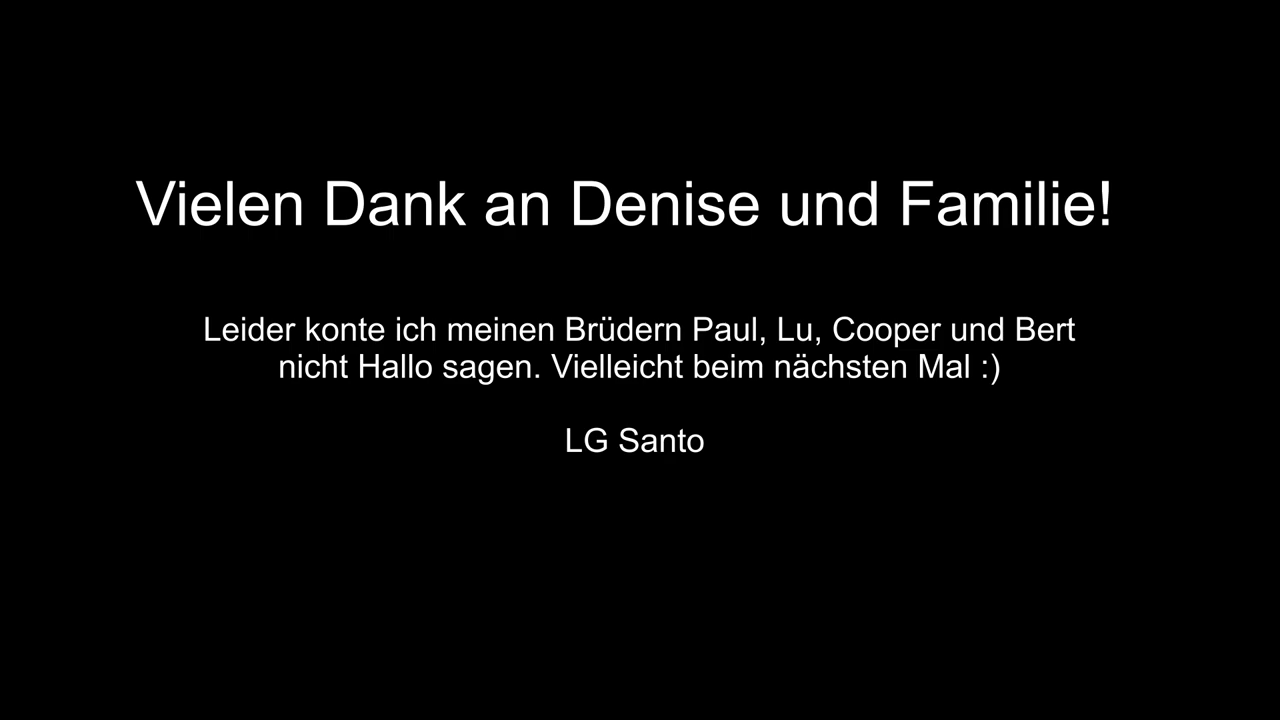 Vielen Dank an Denise und Familie!
Leider konte ich meinen Brüdern Paul, Lu, Cooper und Bert
nicht Hallo sagen. Vielleicht beim nächsten Mal :)
LG Santo